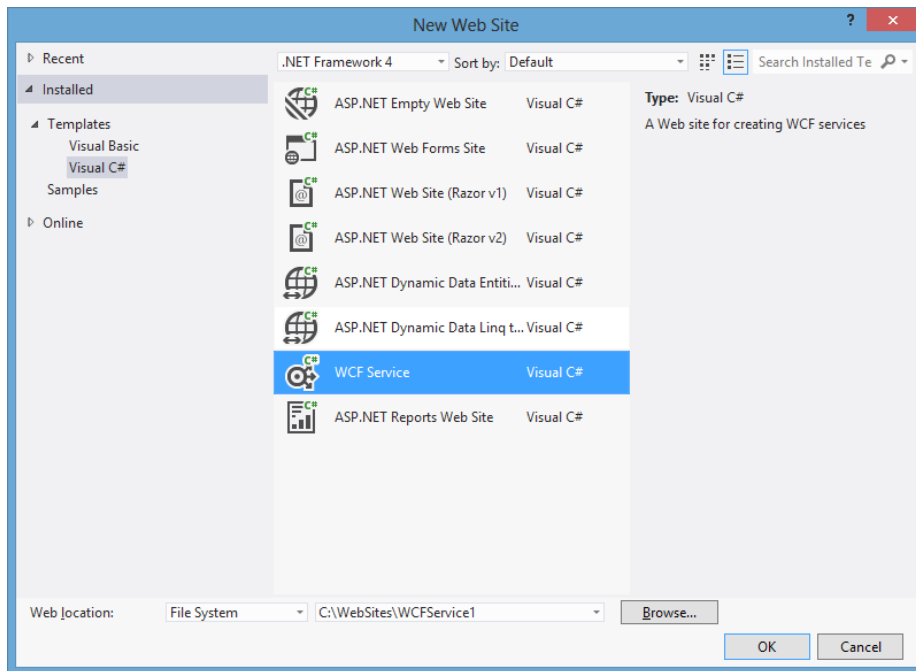 New Web Site
?
Recent
Installed
Templates
Visual Basic
Visual C#
Samples
Online
.NET Framework 4
Sort by: Default
Search Installed Te
C# ASP.NET Empty Web Site Visual C#
C# ASP.NET Web Forms Site Visual C#
C# @ ASP.NET Web Site (Razor v1) Visual C#
C# @ ASP.NET Web Site (Razor v2) Visual C#
C# ASP.NET Dynamic Data Entiti... Visual C#
C# ASP.NET Dynamic Data Linq t... Visual C#
C# WCF Service Visual C#
C# ASP.NET Reports Web Site Visual C#
Type: Visual C#
A Web site for creating WCF services
Web location: File System C:\WebSites\WCFService1 Browse...
OK Cancel